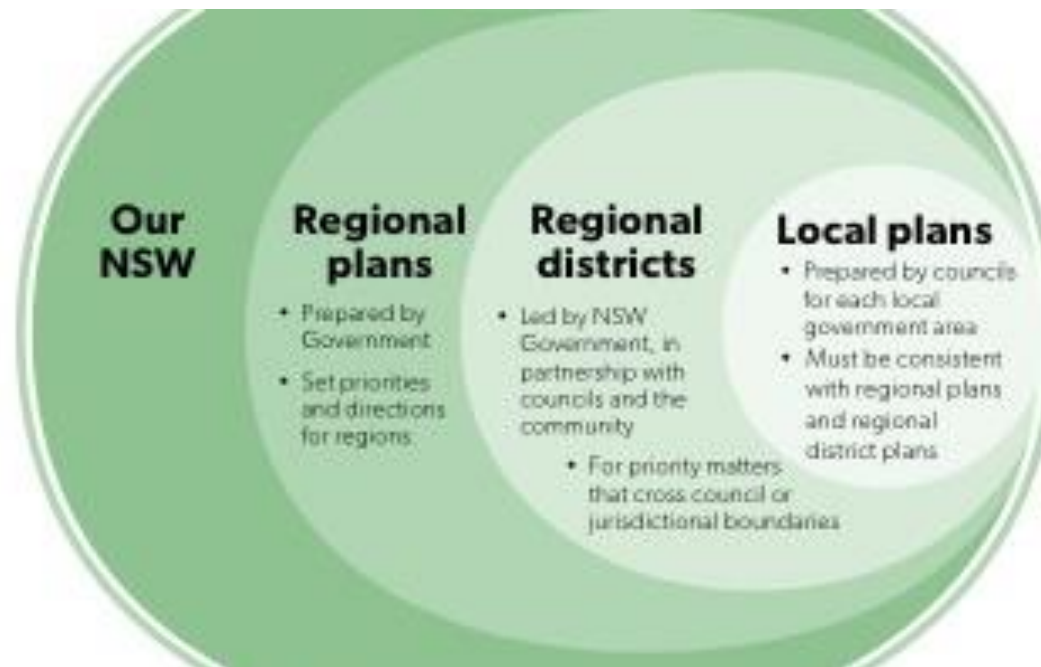 Our
NSW
Regional
plans
• Prepared by
Government
• Set priorities
and directions
for regions
Regional
districts
• Led by NSW
Government, in
partnership with
councils and the
community
• For priority matters
that cross council or
jurisdictional boundaries
Local plans
• Prepared by councils
for each local
government area
• Must be consistent
with regional plans
and regional
district plans